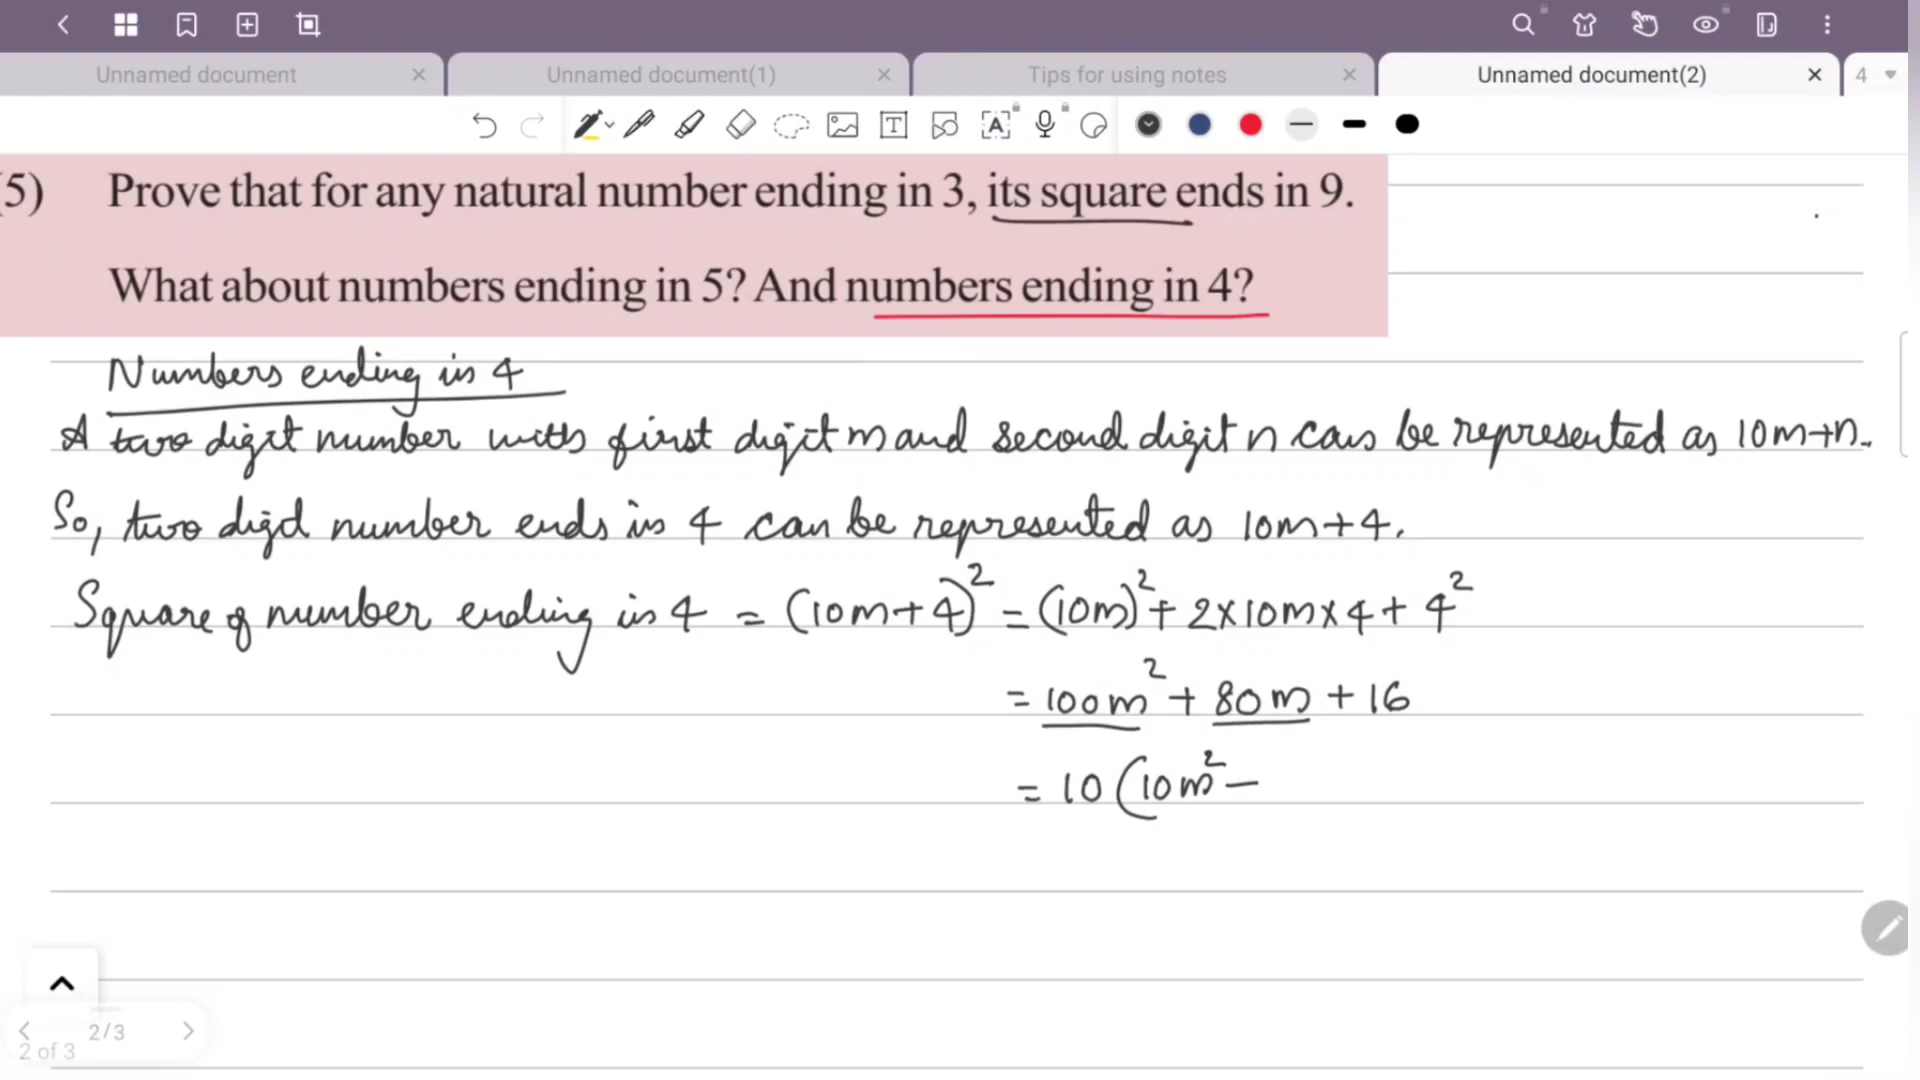 Unnamed document
Unnamed document(1)
Tips for using notes
Unnamed document(2)
4
5) Prove that for any natural number ending in 3, its square ends in 9.
What about numbers ending in 5? And numbers ending in 4?
Numbers ending in 4
A two digit number with first digit m and second digit n can be represented as 10m+n.
So, two digit number ends in 4 can be represented as 10m+4.
Square of number ending in 4 = (10m+4)² = (10m)² + 2×10m×4 + 4²
= 100m² + 80m + 16
= 10 (10m² −
2/3
2 of 3